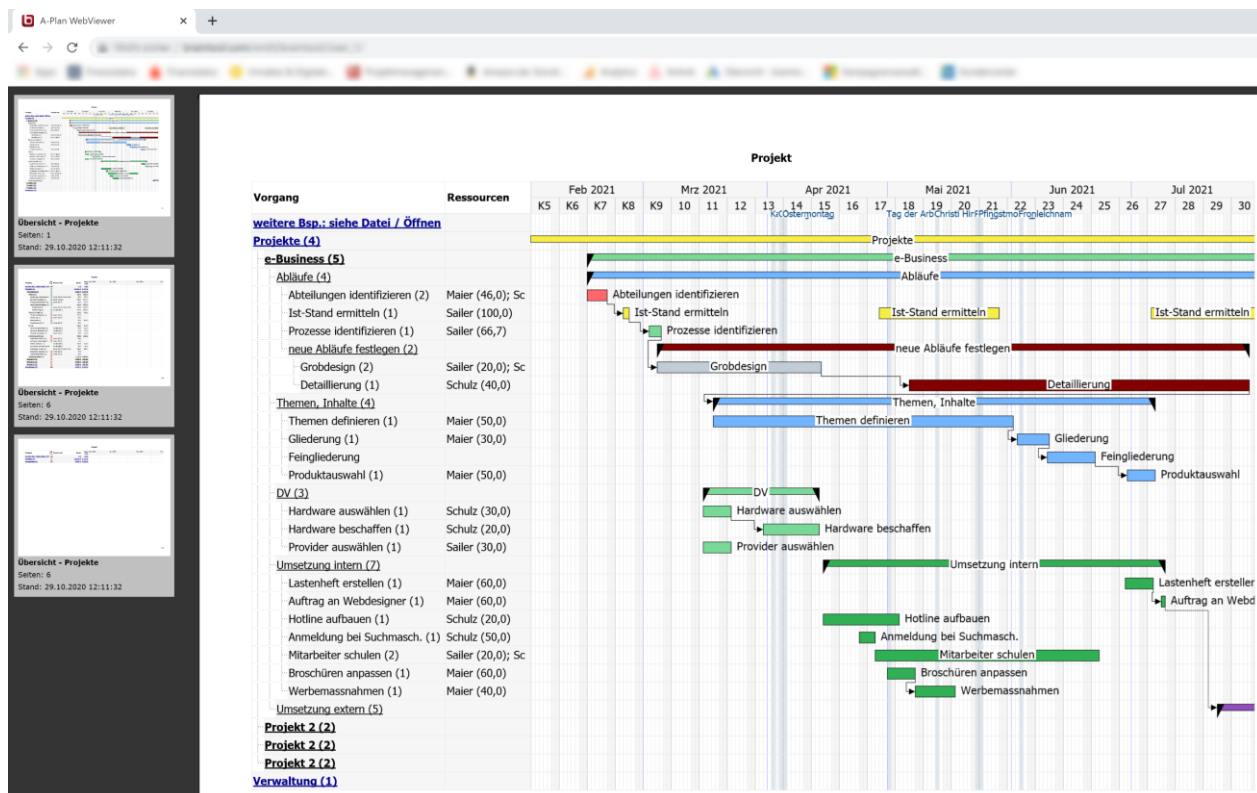 A-Plan WebViewer
Projekt
Vorgang Ressourcen Feb 2021 Mrz 2021 Apr 2021 Mai 2021 Jun 2021 Jul 2021
K5 K6 K7 K8 K9 10 11 12 13 14 15 16 17 18 19 20 21 22 23 24 25 26 27 28 29 30
weitere Bsp.: siehe Datei / Öffnen Ostermontag Tag der Arb Christi Hir Pfingstmo Fronleichnam
Projekte (4) Projekte
e-Business (5) e-Business
Abläufe (4) Abläufe
Abteilungen identifizieren (2) Maier (46,0); Sc Abteilungen identifizieren
Ist-Stand ermitteln (1) Sailer (100,0) Ist-Stand ermitteln Ist-Stand ermitteln Ist-Stand ermitteln
Prozesse identifizieren (1) Sailer (66,7) Prozesse identifizieren
neue Abläufe festlegen (2) neue Abläufe festlegen
Grobdesign (2) Sailer (20,0); Sc Grobdesign
Detaillierung (1) Schulz (40,0) Detaillierung
Themen, Inhalte (4) Themen, Inhalte
Themen definieren (1) Maier (50,0) Themen definieren
Gliederung (1) Maier (30,0) Gliederung
Feingliederung Feingliederung
Produktauswahl (1) Maier (50,0) Produktauswahl
DV (3) DV
Hardware auswählen (1) Schulz (30,0) Hardware auswählen
Hardware beschaffen (1) Schulz (20,0) Hardware beschaffen
Provider auswählen (1) Sailer (30,0) Provider auswählen
Umsetzung intern (7) Umsetzung intern
Lastenheft erstellen (1) Maier (60,0) Lastenheft ersteller
Auftrag an Webdesigner (1) Maier (60,0) Auftrag an Webd
Hotline aufbauen (1) Schulz (20,0) Hotline aufbauen
Anmeldung bei Suchmasch. (1) Schulz (50,0) Anmeldung bei Suchmasch.
Mitarbeiter schulen (2) Sailer (20,0); Sc Mitarbeiter schulen
Broschüren anpassen (1) Maier (60,0) Broschüren anpassen
Werbemassnahmen (1) Maier (40,0) Werbemassnahmen
Umsetzung extern (5)
Projekt 2 (2)
Projekt 2 (2)
Projekt 2 (2)
Verwaltung (1)
Übersicht - Projekte
Seiten: 1
Stand: 29.10.2020 12:11:32
Übersicht - Projekte
Seiten: 6
Stand: 29.10.2020 12:11:32
Übersicht - Projekte
Seiten: 6
Stand: 29.10.2020 12:11:32